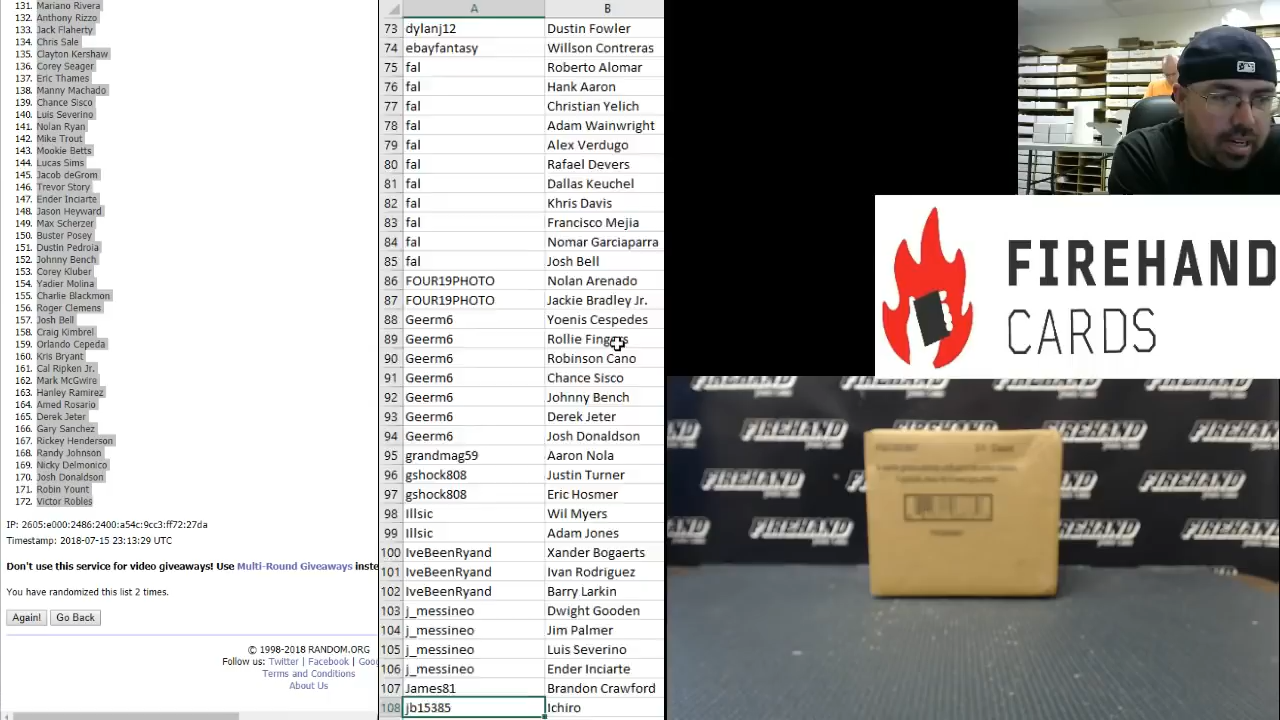 131. Mariano Rivera
132. Anthony Rizzo
133. Jack Flaherty
134. Chris Sale
135. Clayton Kershaw
136. Corey Seager
137. Eric Thames
138. Manny Machado
139. Chance Sisco
140. Luis Severino
141. Nolan Ryan
142. Mike Trout
143. Mookie Betts
144. Lucas Sims
145. Jacob deGrom
146. Trevor Story
147. Ender Inciarte
148. Jason Heyward
149. Max Scherzer
150. Buster Posey
151. Dustin Pedroia
152. Johnny Bench
153. Corey Kluber
154. Yadier Molina
155. Charlie Blackmon
156. Roger Clemens
157. Josh Bell
158. Craig Kimbrel
159. Orlando Cepeda
160. Kris Bryant
161. Cal Ripken Jr.
162. Mark McGwire
163. Hanley Ramirez
164. Amed Rosario
165. Derek Jeter
166. Gary Sanchez
167. Rickey Henderson
168. Randy Johnson
169. Nicky Delmonico
170. Josh Donaldson
171. Robin Yount
172. Victor Robles
IP: 2605:e000:2486:2400:a54c:9cc3:ff72:27da
Timestamp: 2018-07-15 23:13:29 UTC
Don't use this service for video giveaways! Use Multi-Round Giveaways inste
You have randomized this list 2 times.
Again! Go Back
© 1998-2018 RANDOM.ORG
Follow us: Twitter | Facebook | Goo
Terms and Conditions
About Us
A B
73 dylanj12 Dustin Fowler
74 ebayfantasy Willson Contreras
75 fal Roberto Alomar
76 fal Hank Aaron
77 fal Christian Yelich
78 fal Adam Wainwright
79 fal Alex Verdugo
80 fal Rafael Devers
81 fal Dallas Keuchel
82 fal Khris Davis
83 fal Francisco Mejia
84 fal Nomar Garciaparra
85 fal Josh Bell
86 FOUR19PHOTO Nolan Arenado
87 FOUR19PHOTO Jackie Bradley Jr.
88 Geerm6 Yoenis Cespedes
89 Geerm6 Rollie Fingers
90 Geerm6 Robinson Cano
91 Geerm6 Chance Sisco
92 Geerm6 Johnny Bench
93 Geerm6 Derek Jeter
94 Geerm6 Josh Donaldson
95 grandmag59 Aaron Nola
96 gshock808 Justin Turner
97 gshock808 Eric Hosmer
98 Illsic Wil Myers
99 Illsic Adam Jones
100 IveBeenRyand Xander Bogaerts
101 IveBeenRyand Ivan Rodriguez
102 IveBeenRyand Barry Larkin
103 j_messineo Dwight Gooden
104 j_messineo Jim Palmer
105 j_messineo Luis Severino
106 j_messineo Ender Inciarte
107 James81 Brandon Crawford
108 jb15385 Ichiro
FIREHAND
CARDS
FIREHAND
FIREHAND
FIREHAND
FIREHAND
FIREHAND
FIREHAND
FIREHAND